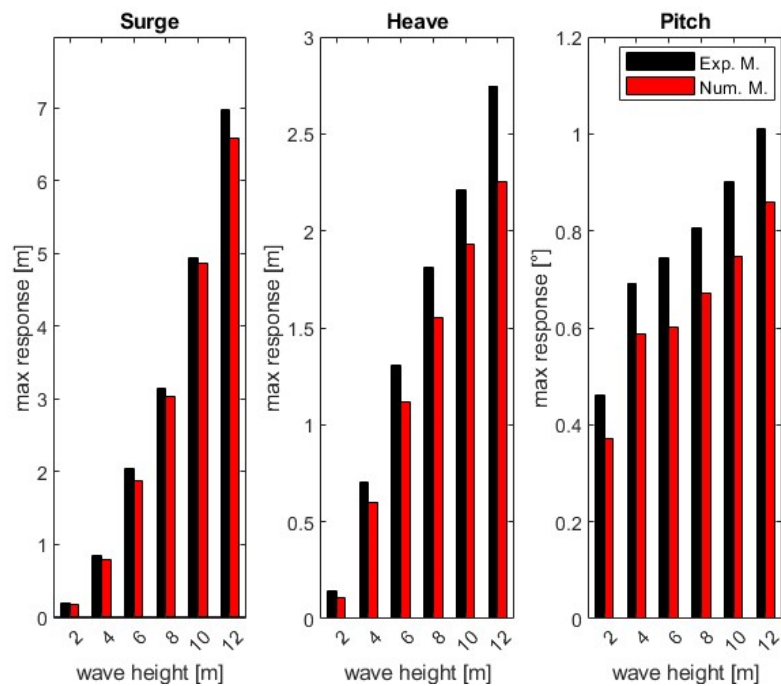 Surge
max response [m]
7
6
5
4
3
2
1
0
2 4 6 8 10 12
wave height [m]
Heave
max response [m]
3
2.5
2
1.5
1
0.5
0
2 4 6 8 10 12
wave height [m]
Pitch
max response [°]
1.2
1
0.8
0.6
0.4
0.2
0
2 4 6 8 10 12
wave height [m]
Exp. M.
Num. M.